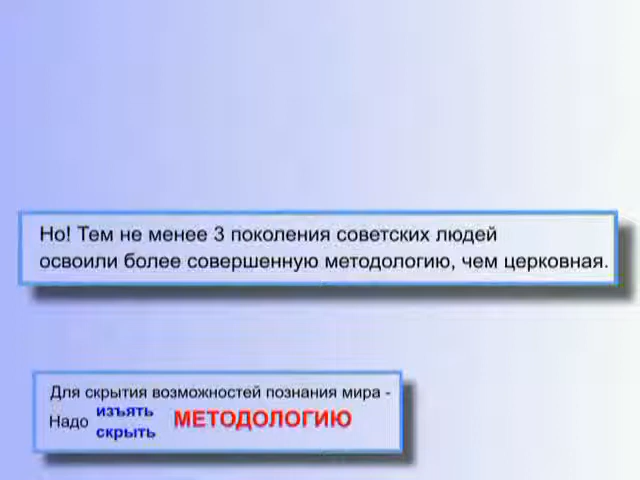 Но! Тем не менее 3 поколения советских людей
освоили более совершенную методологию, чем церковная.
Для скрытия возможностей познания мира -
Надо изъять МЕТОДОЛОГИЮ
скрыть